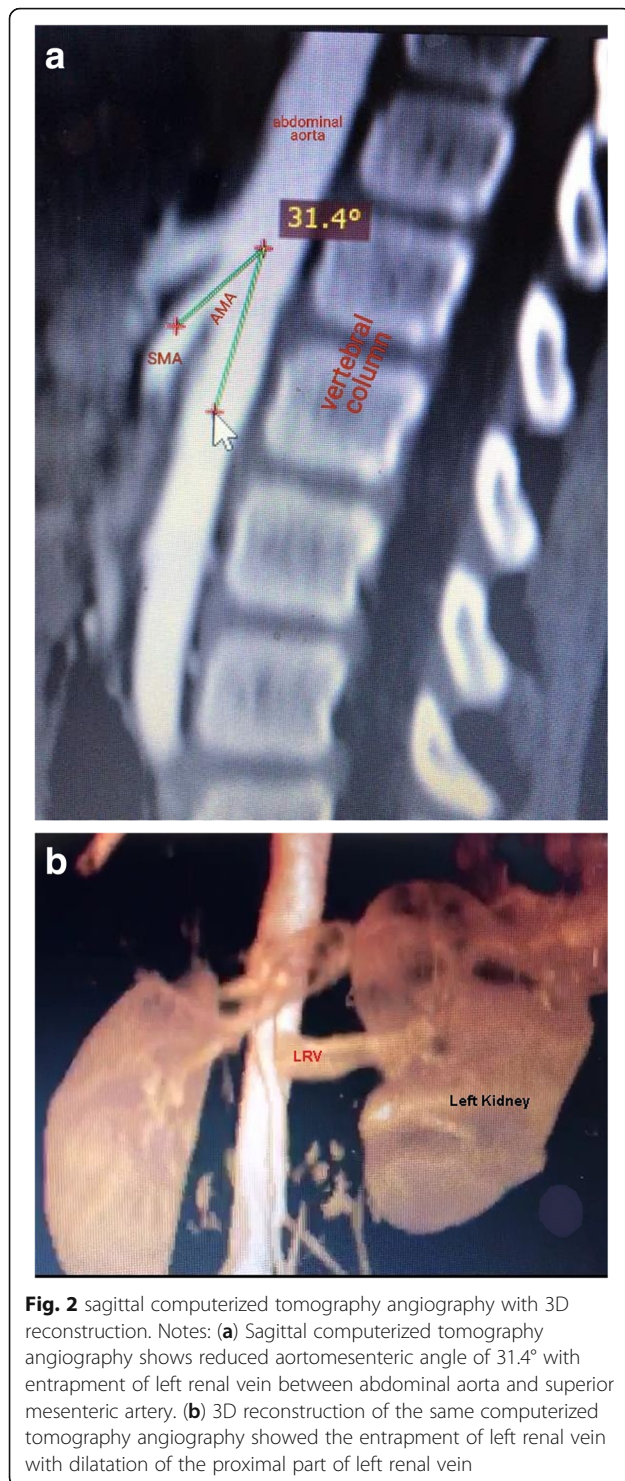 a
abdominal
aorta
31.4°
AMA
SMA
vertebral
column
b
LRV
Left Kidney
Fig. 2 sagittal computerized tomography angiography with 3D
reconstruction. Notes: (a) Sagittal computerized tomography
angiography shows reduced aortomesenteric angle of 31.4° with
entrapment of left renal vein between abdominal aorta and superior
mesenteric artery. (b) 3D reconstruction of the same computerized
tomography angiography showed the entrapment of left renal vein
with dilatation of the proximal part of left renal vein